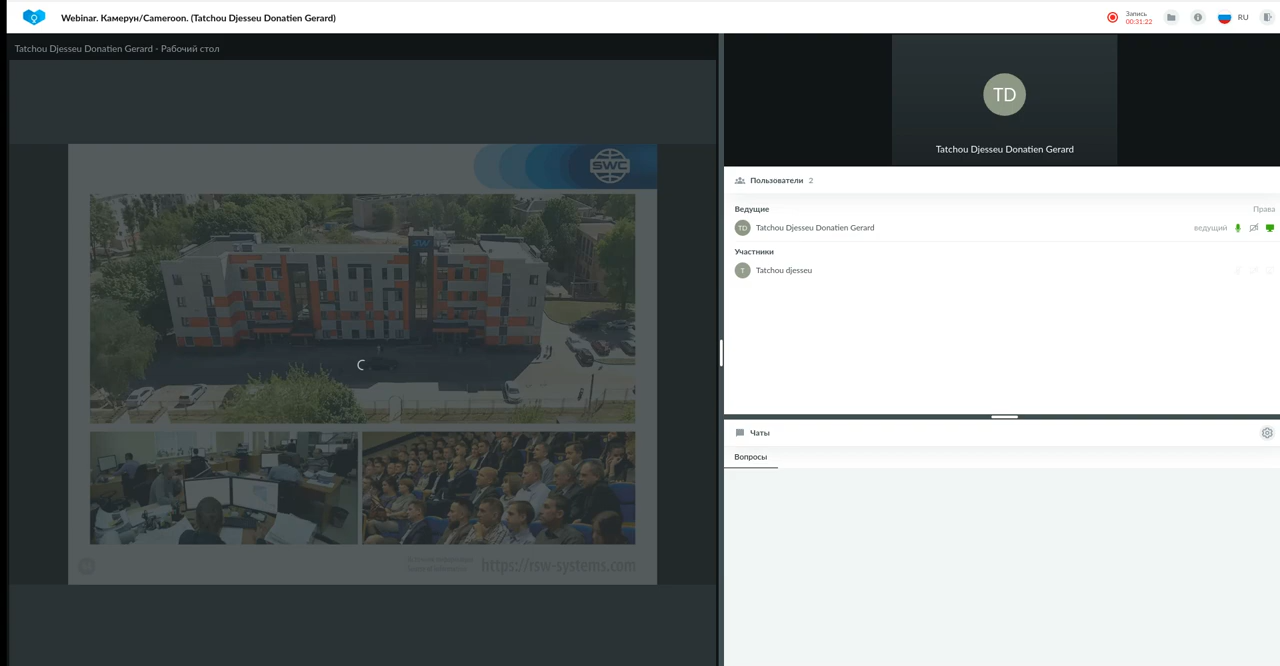 Webinar. Камерун/Cameroon. (Tatchou Djesseu Donatien Gerard)
Запись
00:31:22
RU
Tatchou Djesseu Donatien Gerard - Рабочий стол
SWC
TD
Tatchou Djesseu Donatien Gerard
Пользователи 2
Ведущие Права
TD Tatchou Djesseu Donatien Gerard ведущий
Участники
T Tatchou djesseu
Чаты
Вопросы
https://rsw-systems.com